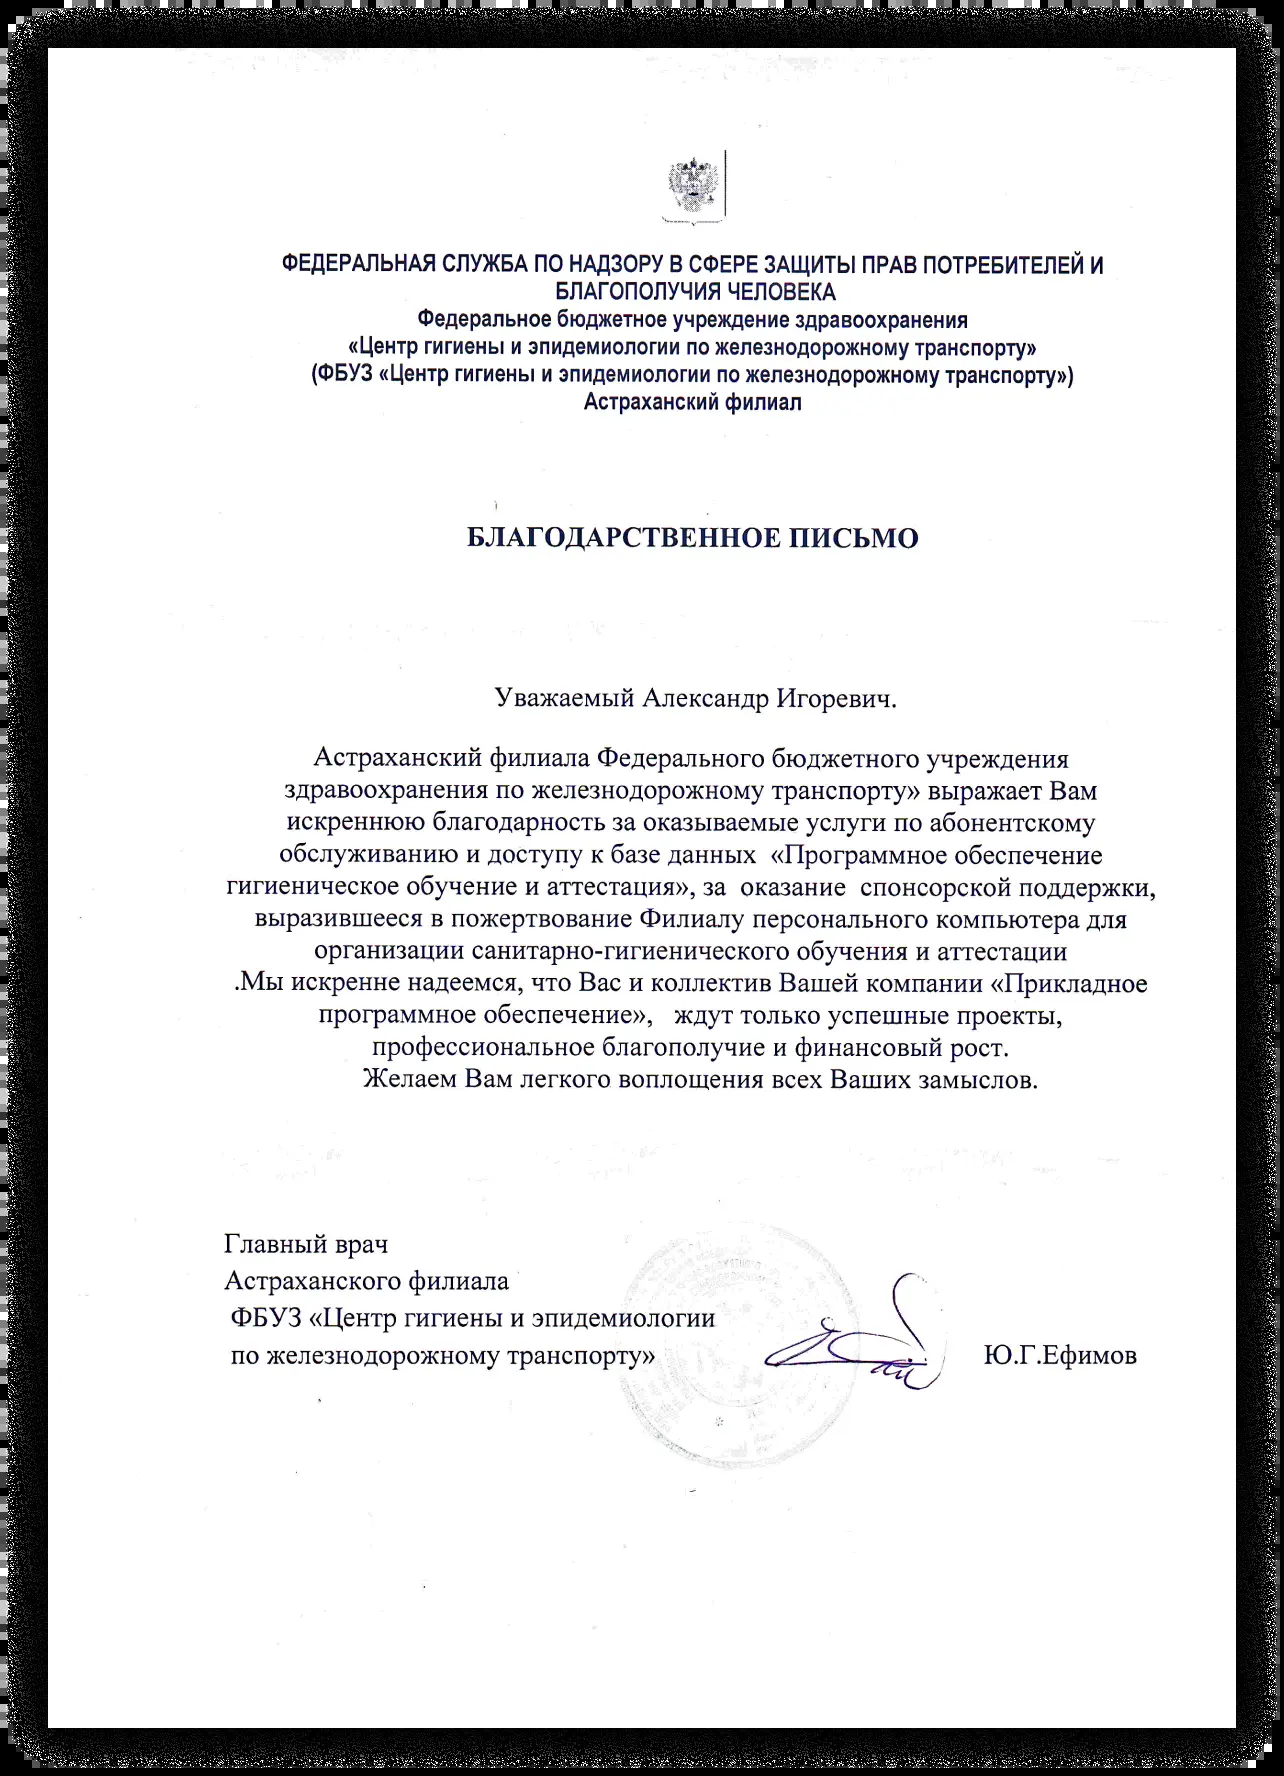 ФЕДЕРАЛЬНАЯ СЛУЖБА ПО НАДЗОРУ В СФЕРЕ ЗАЩИТЫ ПРАВ ПОТРЕБИТЕЛЕЙ И
БЛАГОПОЛУЧИЯ ЧЕЛОВЕКА
Федеральное бюджетное учреждение здравоохранения
«Центр гигиены и эпидемиологии по железнодорожному транспорту»
(ФБУЗ «Центр гигиены и эпидемиологии по железнодорожному транспорту»)
Астраханский филиал
БЛАГОДАРСТВЕННОЕ ПИСЬМО
Уважаемый Александр Игоревич.
Астраханский филиала Федерального бюджетного учреждения
здравоохранения по железнодорожному транспорту» выражает Вам
искреннюю благодарность за оказываемые услуги по абонентскому
обслуживанию и доступу к базе данных «Программное обеспечение
гигиеническое обучение и аттестация», за оказание спонсорской поддержки,
выразившееся в пожертвование Филиалу персонального компьютера для
организации санитарно-гигиенического обучения и аттестации
.Мы искренне надеемся, что Вас и коллектив Вашей компании «Прикладное
программное обеспечение», ждут только успешные проекты,
профессиональное благополучие и финансовый рост.
Желаем Вам легкого воплощения всех Ваших замыслов.
Главный врач
Астраханского филиала
ФБУЗ «Центр гигиены и эпидемиологии
по железнодорожному транспорту»
Ю.Г.Ефимов